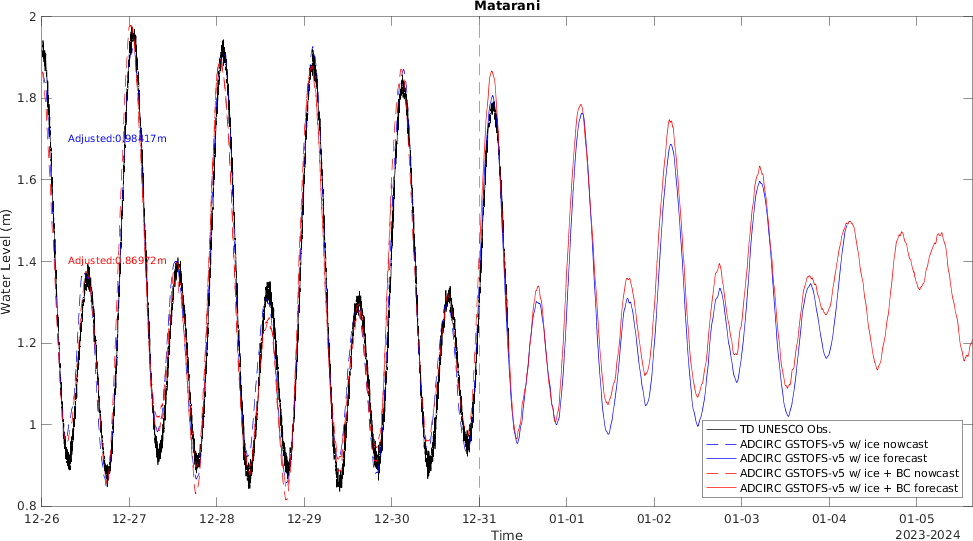 Matarani
2
1.8
1.6
1.4
1.2
1
0.8
Water Level (m)
Adjusted:0.98417m
Adjusted:0.86972m
TD UNESCO Obs.
ADCIRC GSTOFS-v5 w/ ice nowcast
ADCIRC GSTOFS-v5 w/ ice forecast
ADCIRC GSTOFS-v5 w/ ice + BC nowcast
ADCIRC GSTOFS-v5 w/ ice + BC forecast
12-26 12-27 12-28 12-29 12-30 12-31 01-01 01-02 01-03 01-04 01-05
Time
2023-2024